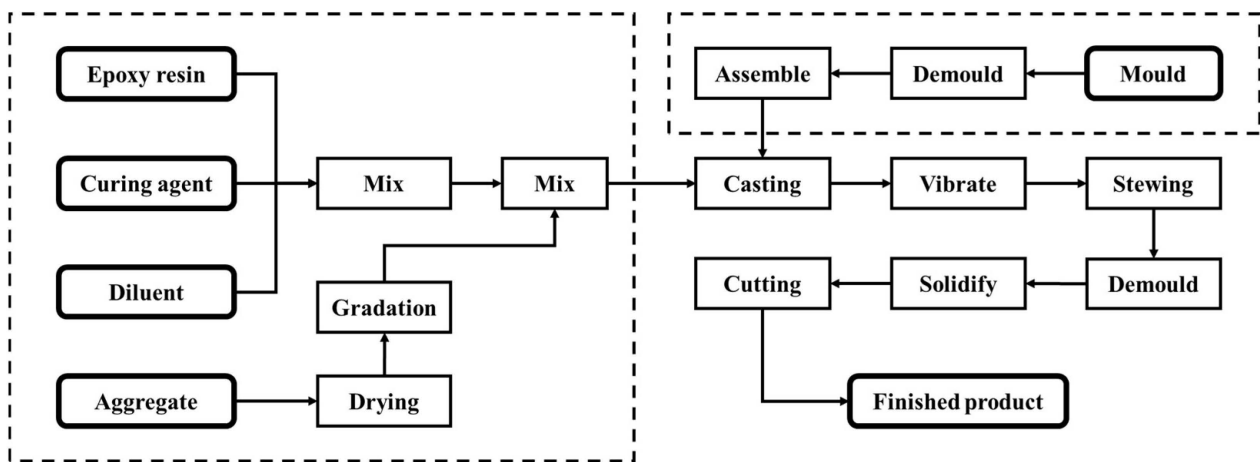 Epoxy resin
Curing agent
Diluent
Aggregate
Mix
Mix
Gradation
Drying
Assemble
Demould
Mould
Casting
Vibrate
Stewing
Cutting
Solidify
Demould
Finished product